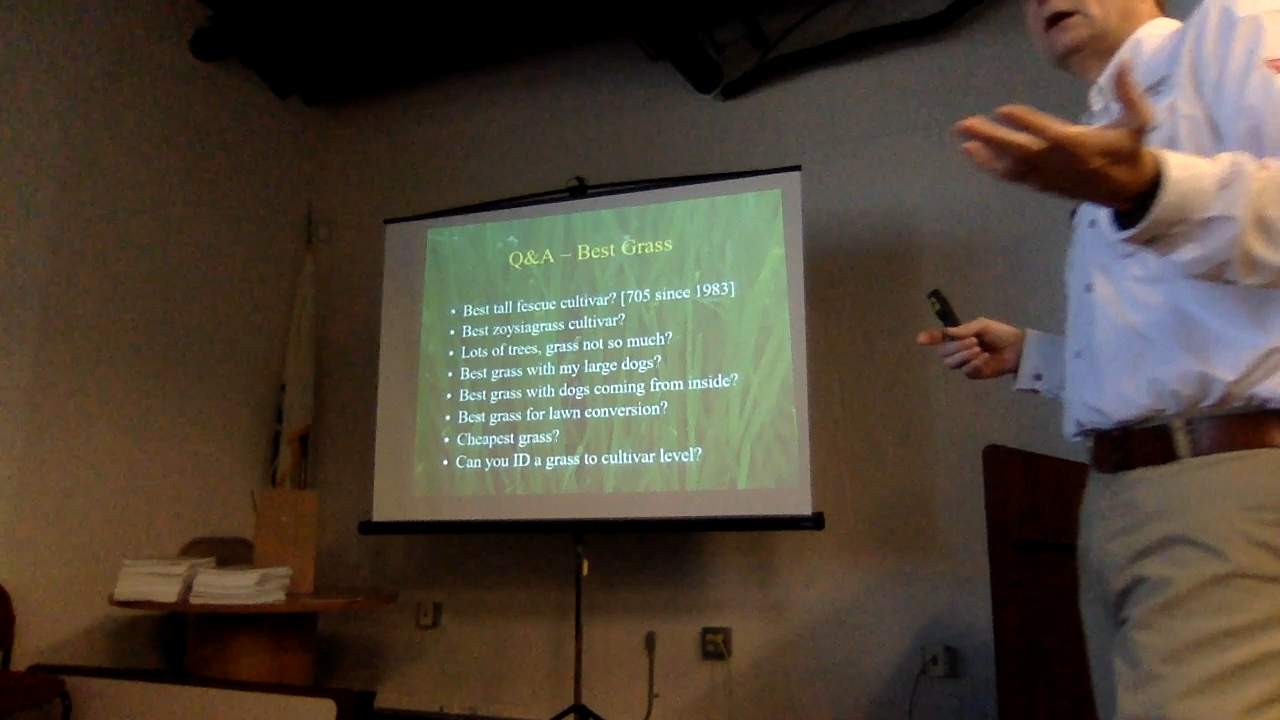 Q&A – Best Grass
• Best tall fescue cultivar? [705 since 1983]
• Best zoysiagrass cultivar?
• Lots of trees, grass not so much?
• Best grass with my large dogs?
• Best grass with dogs coming from inside?
• Best grass for lawn conversion?
• Cheapest grass?
• Can you ID a grass to cultivar level?